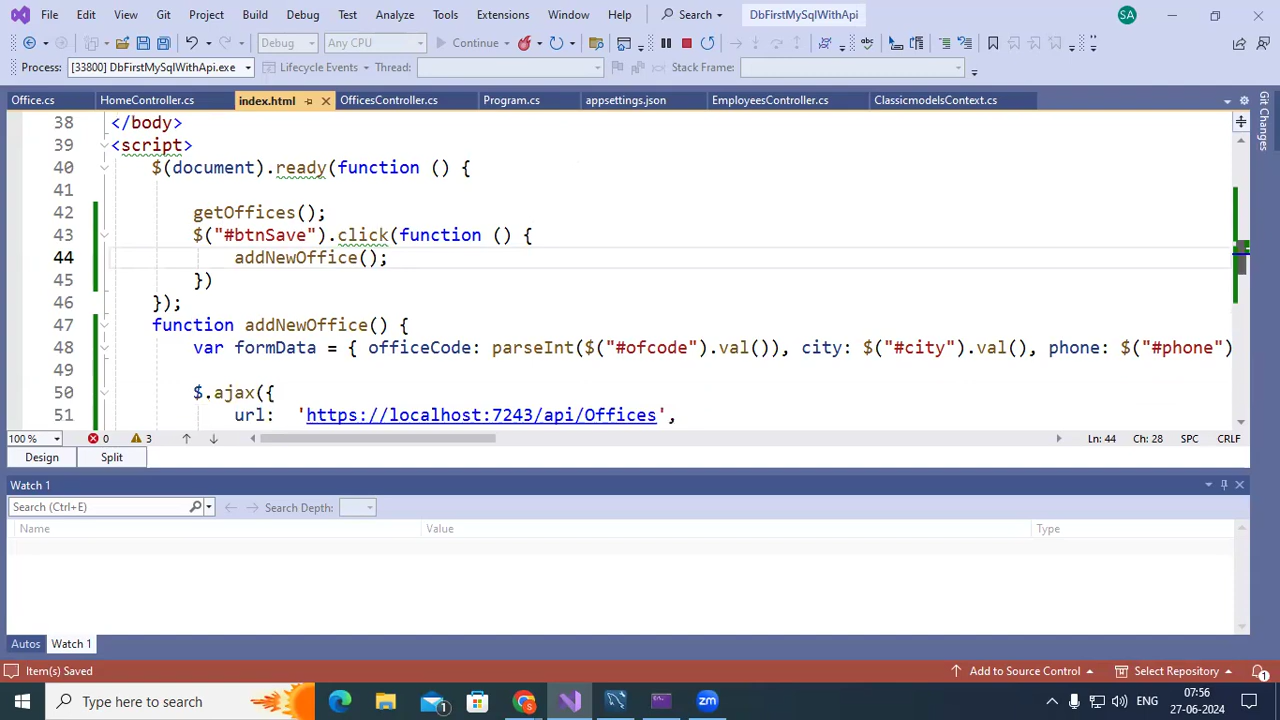 File Edit View Git Project Build Debug Test Analyze Tools Extensions Window Help Search DbFirstMySqlWithApi SA
Debug Any CPU Continue
Process: [33800] DbFirstMySqlWithApi.exe Lifecycle Events Thread: Stack Frame:
Office.cs HomeController.cs index.html OfficesController.cs Program.cs appsettings.json EmployeesController.cs ClassicmodelsContext.cs
Git Changes
38 </body>
39 <script>
40 $(document).ready(function () {
41
42 getOffices();
43 $("#btnSave").click(function () {
44 addNewOffice();
45 })
46 });
47 function addNewOffice() {
48 var formData = { officeCode: parseInt($("#ofcode").val()), city: $("#city").val(), phone: $("#phone")
49
50 $.ajax({
51 url: 'https://localhost:7243/api/Offices',
100 % 0 3 Ln: 44 Ch: 28 SPC CRLF
Design Split
Watch 1
Search (Ctrl+E) Search Depth:
Name Value Type
Autos Watch 1
Item(s) Saved Add to Source Control Select Repository 1
Type here to search 1 ENG 07:56
27-06-2024